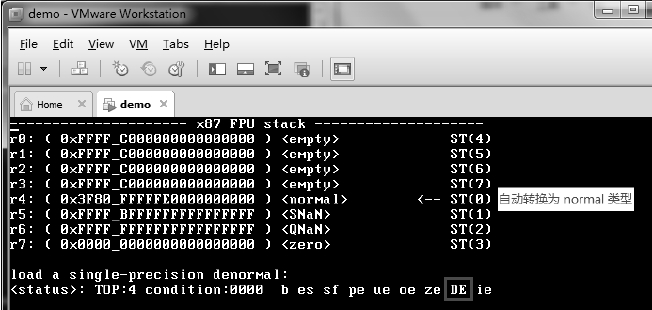 demo - VMware Workstation
File Edit View VM Tabs Help
Home demo
x87 FPU stack
r0: ( 0xFFFF_C000000000000000 ) <empty> ST(4)
r1: ( 0xFFFF_C000000000000000 ) <empty> ST(5)
r2: ( 0xFFFF_C000000000000000 ) <empty> ST(6)
r3: ( 0xFFFF_C000000000000000 ) <empty> ST(7)
r4: ( 0x3F80_FFFFFE0000000000 ) <normal> <-- ST(0) 自动转换为 normal 类型
r5: ( 0xFFFF_BFFFFFFFFFFFFFFF ) <SNaN> ST(1)
r6: ( 0xFFFF_FFFFFFFFFFFFFFFF ) <QNaN> ST(2)
r7: ( 0x0000_0000000000000000 ) <zero> ST(3)
load a single-precision denormal:
<status>: TOP:4 condition:0000 b es sf pe ue oe ze DE ie